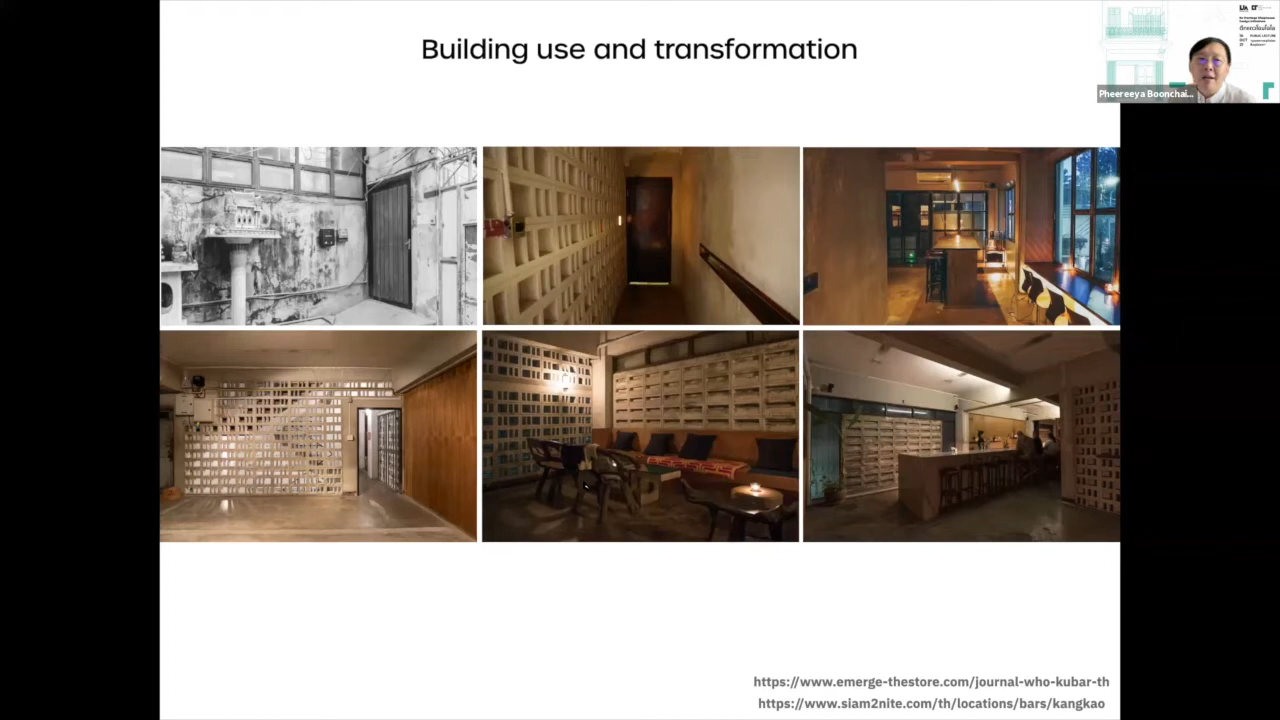 Building use and transformation
Pheereeya Boonchai...
https://www.emerge-thestore.com/journal-who-kubar-th
https://www.siam2nite.com/th/locations/bars/kangkao